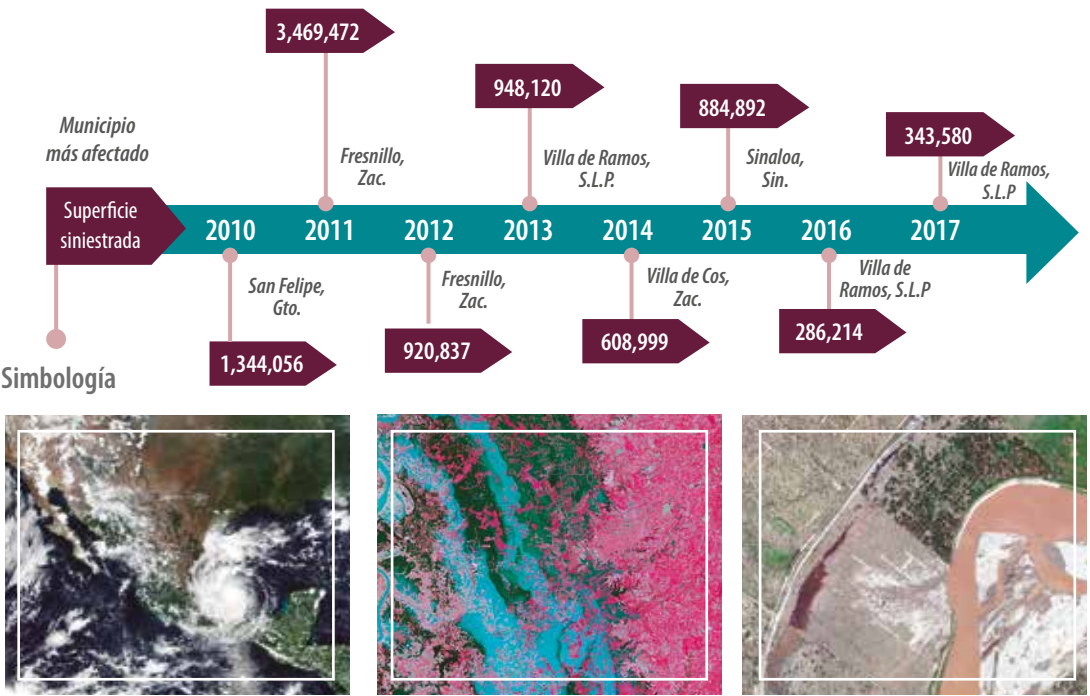 3,469,472
948,120
884,892
343,580
Municipio
más afectado
Fresnillo,
Zac.
Villa de Ramos,
S.L.P.
Sinaloa,
Sin.
Villa de Ramos,
S.L.P
Superficie
siniestrada
2010 2011 2012 2013 2014 2015 2016 2017
San Felipe,
Gto.
Fresnillo,
Zac.
Villa de Cos,
Zac.
Villa de
Ramos, S.L.P
1,344,056
920,837
608,999
286,214
Simbología